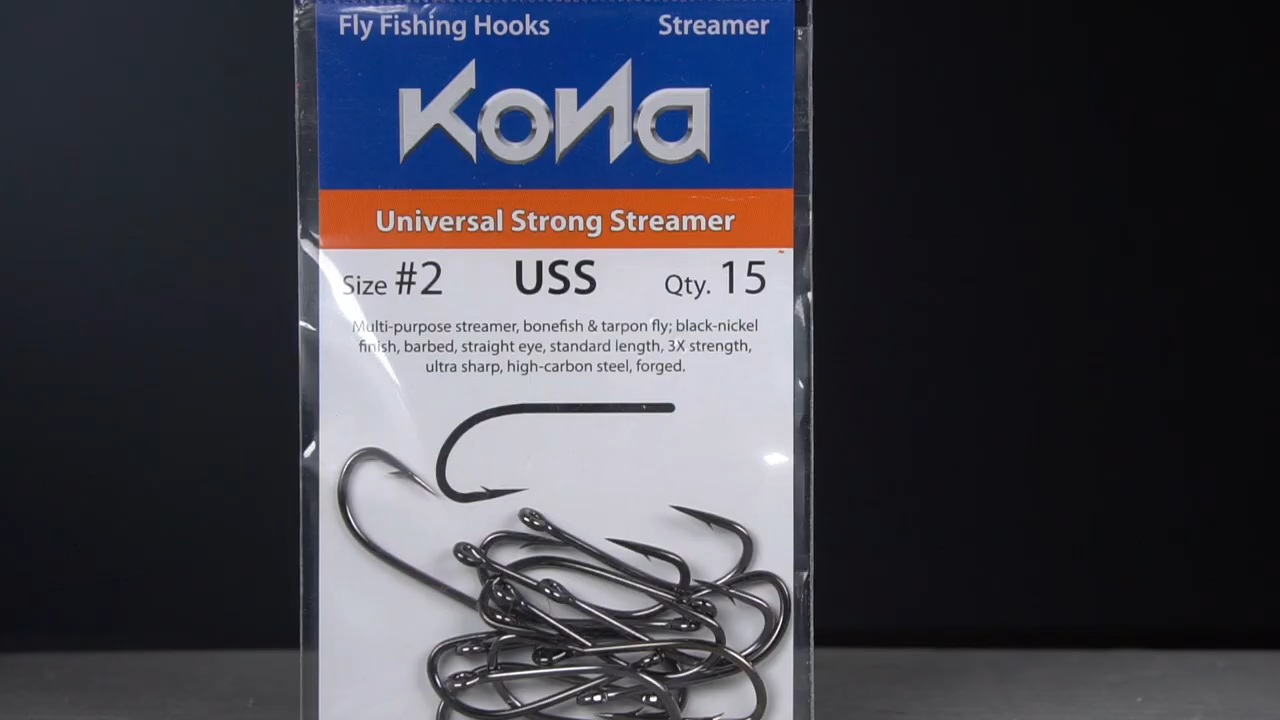 Fly Fishing Hooks Streamer
Kona
Universal Strong Streamer
Size #2 USS Qty. 15
Multi-purpose streamer, bonefish & tarpon fly; black-nickel
finish, barbed, straight eye, standard length, 3X strength,
ultra sharp, high-carbon steel, forged.